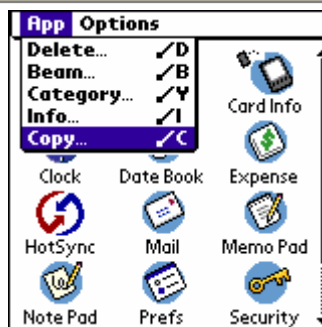 App Options
Delete... /D
Beam... /B
Category... /Y
Info... /I
Copy... /C
Card Info
Clock Date Book Expense
HotSync Mail Memo Pad
Note Pad Prefs Security